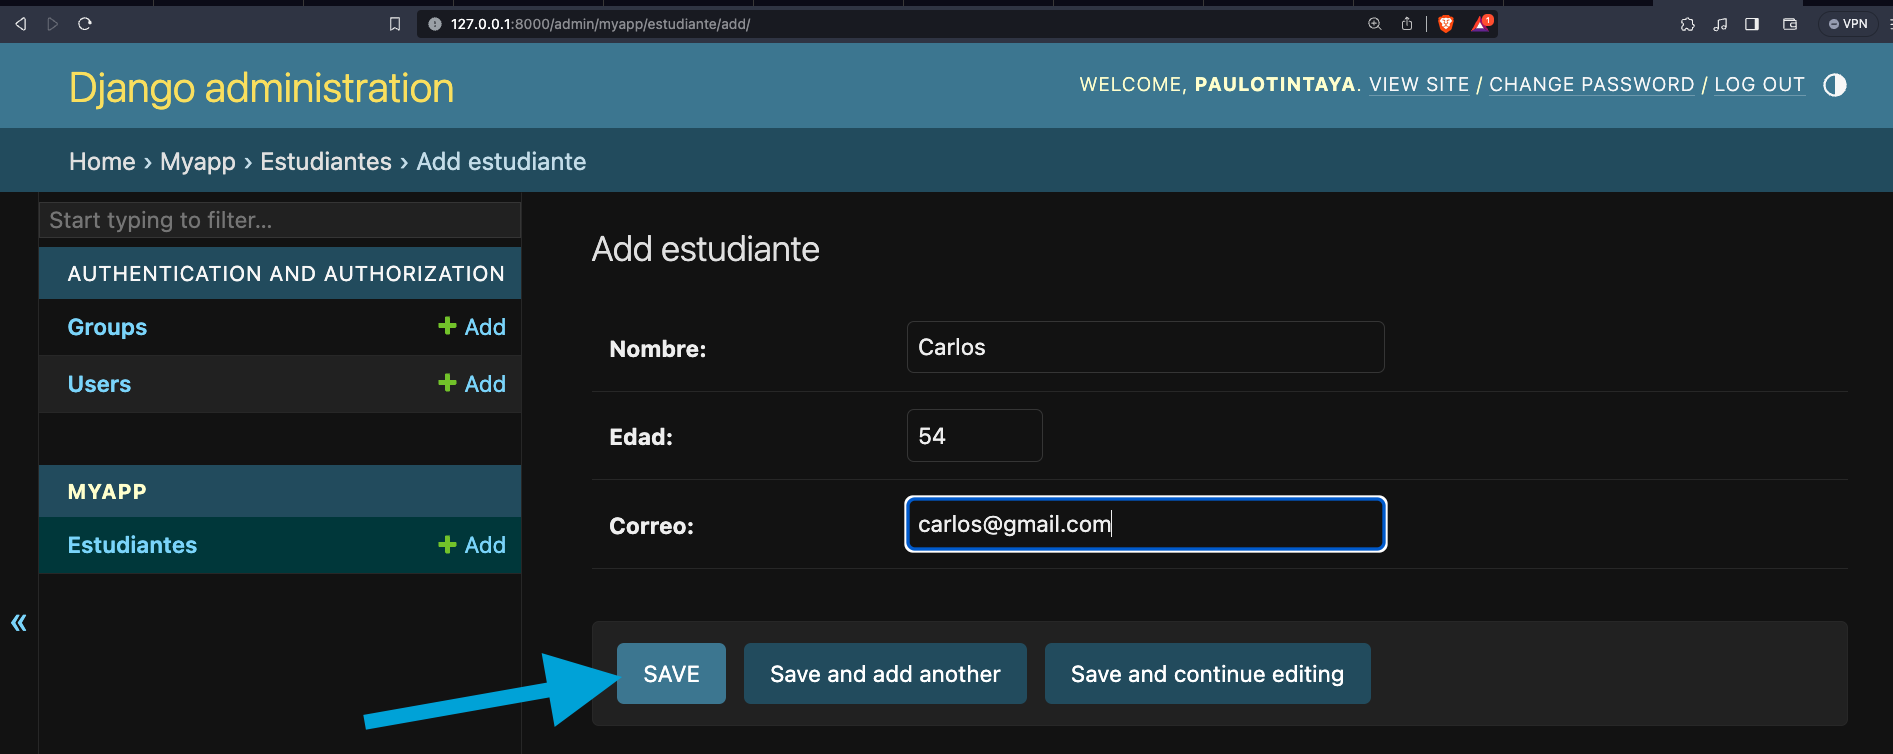 127.0.0.1:8000/admin/myapp/estudiante/add/
1
VPN
Django administration
WELCOME, PAULOTINTAYA. VIEW SITE / CHANGE PASSWORD / LOG OUT
Home › Myapp › Estudiantes › Add estudiante
Start typing to filter...
AUTHENTICATION AND AUTHORIZATION
Groups + Add
Users + Add
MYAPP
Estudiantes + Add
«
Add estudiante
Nombre: Carlos
Edad: 54
Correo: carlos@gmail.com
SAVE Save and add another Save and continue editing